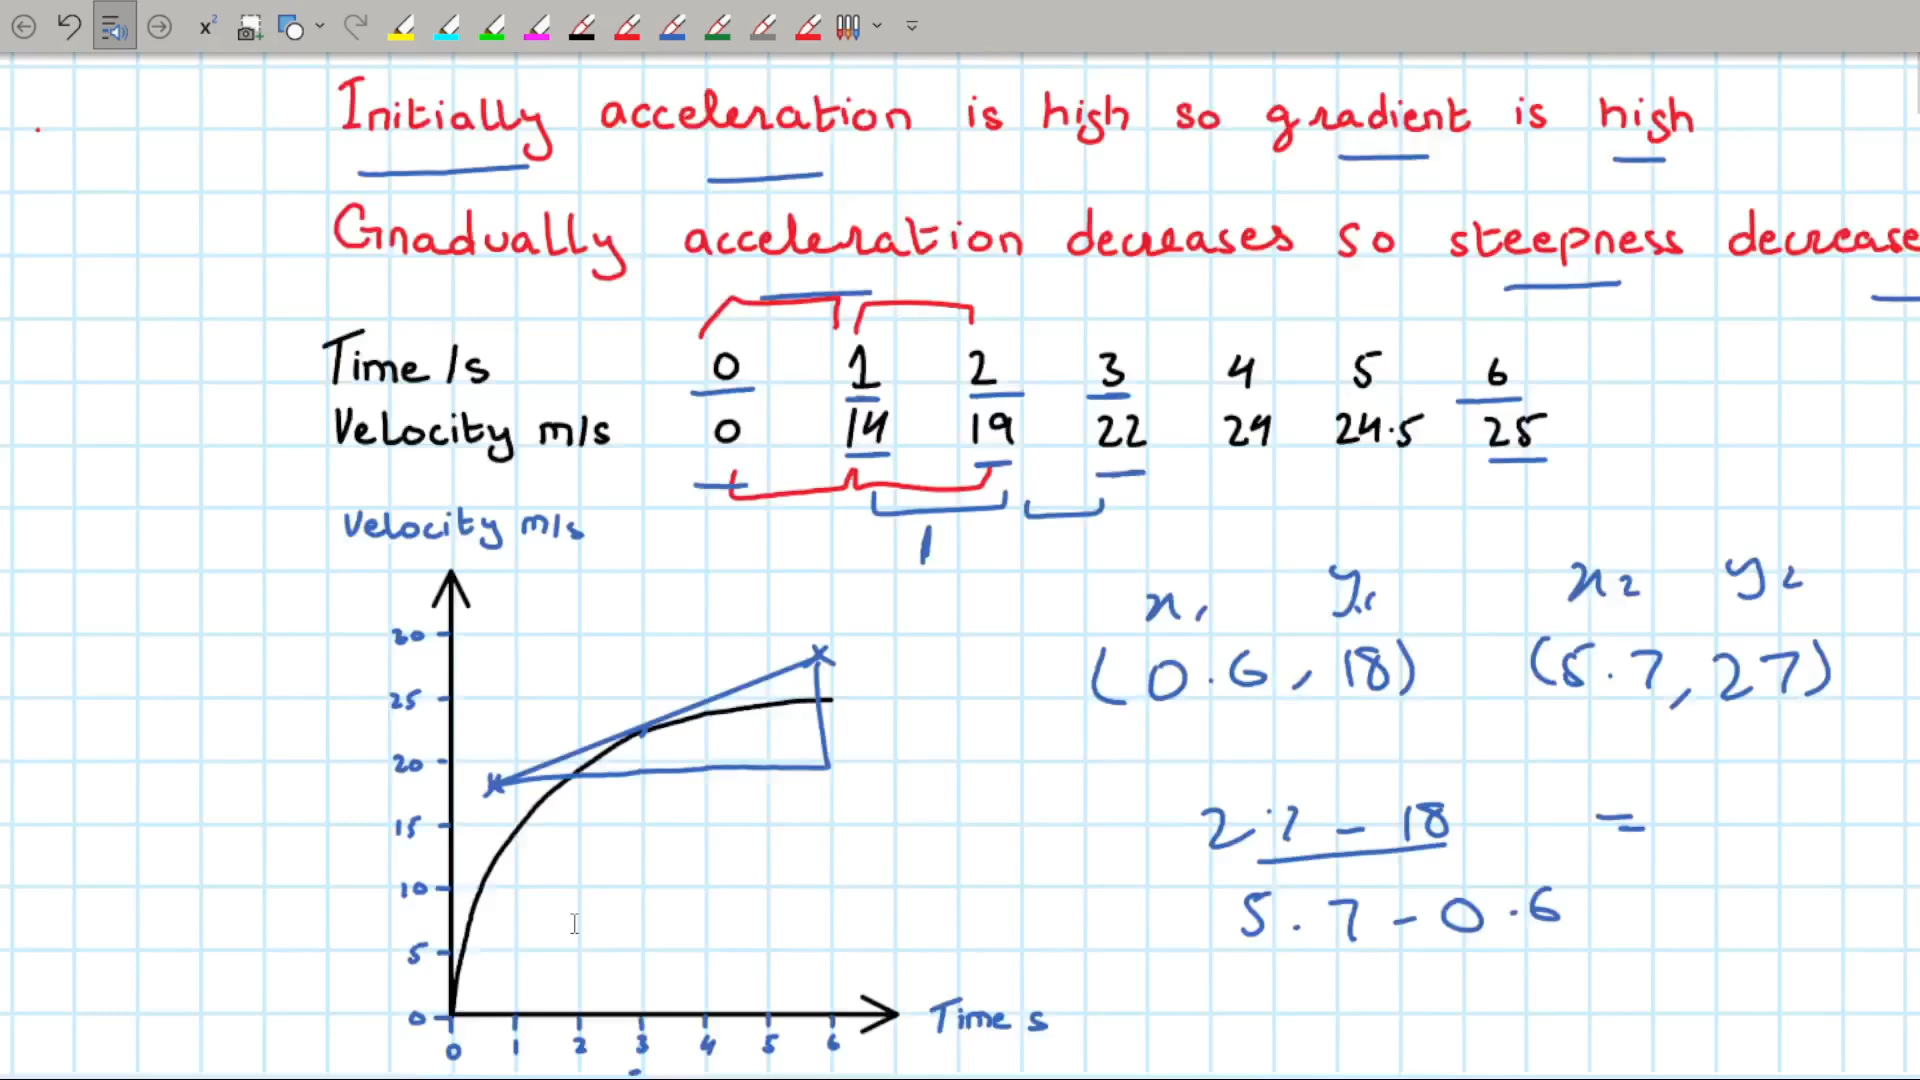 Initially acceleration is high so gradient is high
Gradually acceleration decreases so steepness decrease
Time /s 0 1 2 3 4 5 6
Velocity m/s 0 14 19 22 24 24.5 25
Velocity m/s
x1 y1 x2 y2
(0.6, 18) (5.7, 27)
30
25
20
15
10
5
0
27 - 18 =
5.7 - 0.6
Time s
0 1 2 3 4 5 6